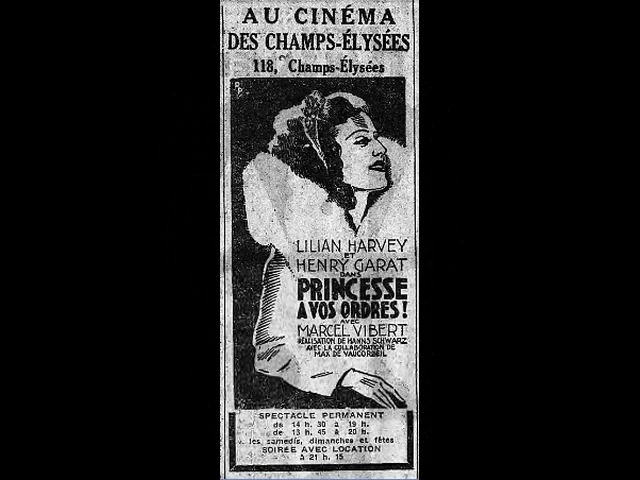 AU CINÉMA
DES CHAMPS-ÉLYSÉES
118, Champs-Élysées
LILIAN HARVEY
ET
HENRY GARAT
DANS
PRINCESSE
A VOS ORDRES!
AVEC
MARCEL VIBERT
RÉALISATION DE HANNS SCHWARZ
AVEC LA COLLABORATION DE
MAX DE VAUCORBEIL
SPECTACLE PERMANENT
de 14 h. 30 à 19 h.
de 13 h. 45 à 20 h.
les samedis, dimanches et fêtes
SOIRÉE AVEC LOCATION
à 21 h. 15